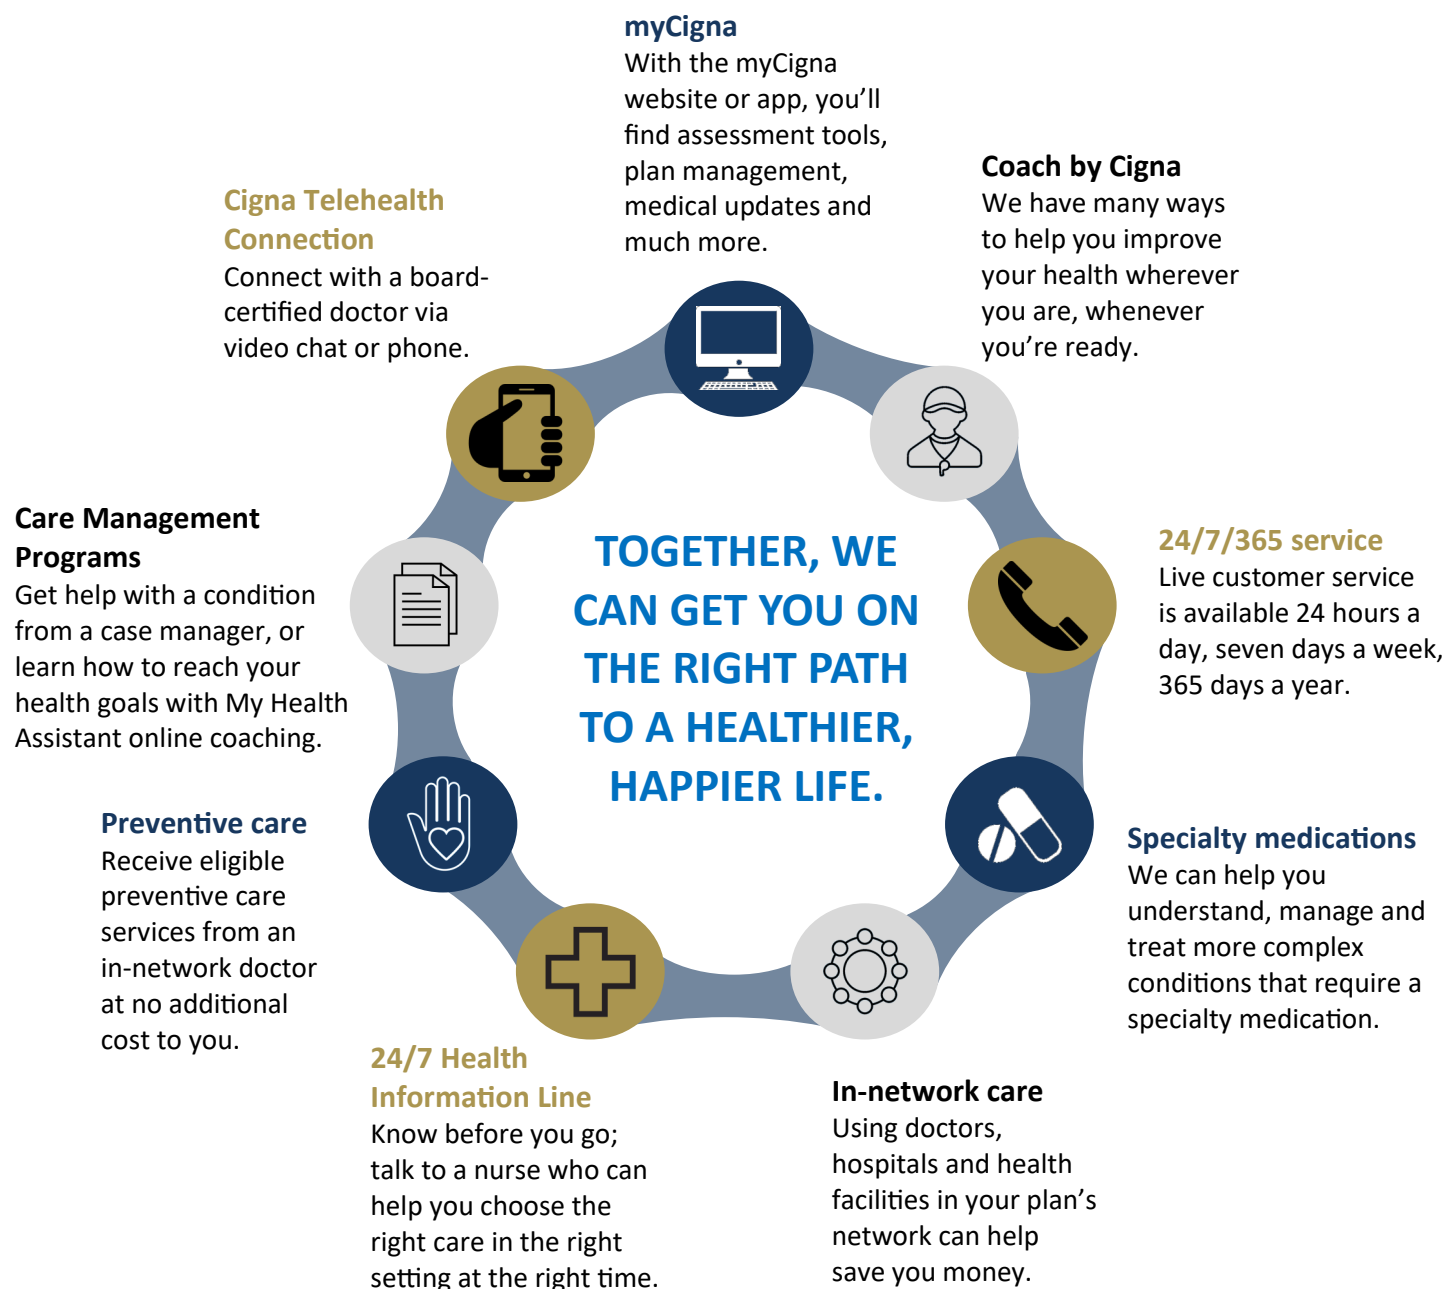 myCigna
With the myCigna
website or app, you’ll
find assessment tools,
plan management,
medical updates and
much more.
Coach by Cigna
We have many ways
to help you improve
your health wherever
you are, whenever
you’re ready.
24/7/365 service
Live customer service
is available 24 hours a
day, seven days a week,
365 days a year.
Specialty medications
We can help you
understand, manage and
treat more complex
conditions that require a
specialty medication.
In-network care
Using doctors,
hospitals and health
facilities in your plan’s
network can help
save you money.
24/7 Health
Information Line
Know before you go;
talk to a nurse who can
help you choose the
right care in the right
setting at the right time.
Preventive care
Receive eligible
preventive care
services from an
in-network doctor
at no additional
cost to you.
Care Management
Programs
Get help with a condition
from a case manager, or
learn how to reach your
health goals with My Health
Assistant online coaching.
Cigna Telehealth
Connection
Connect with a board-
certified doctor via
video chat or phone.
TOGETHER, WE
CAN GET YOU ON
THE RIGHT PATH
TO A HEALTHIER,
HAPPIER LIFE.